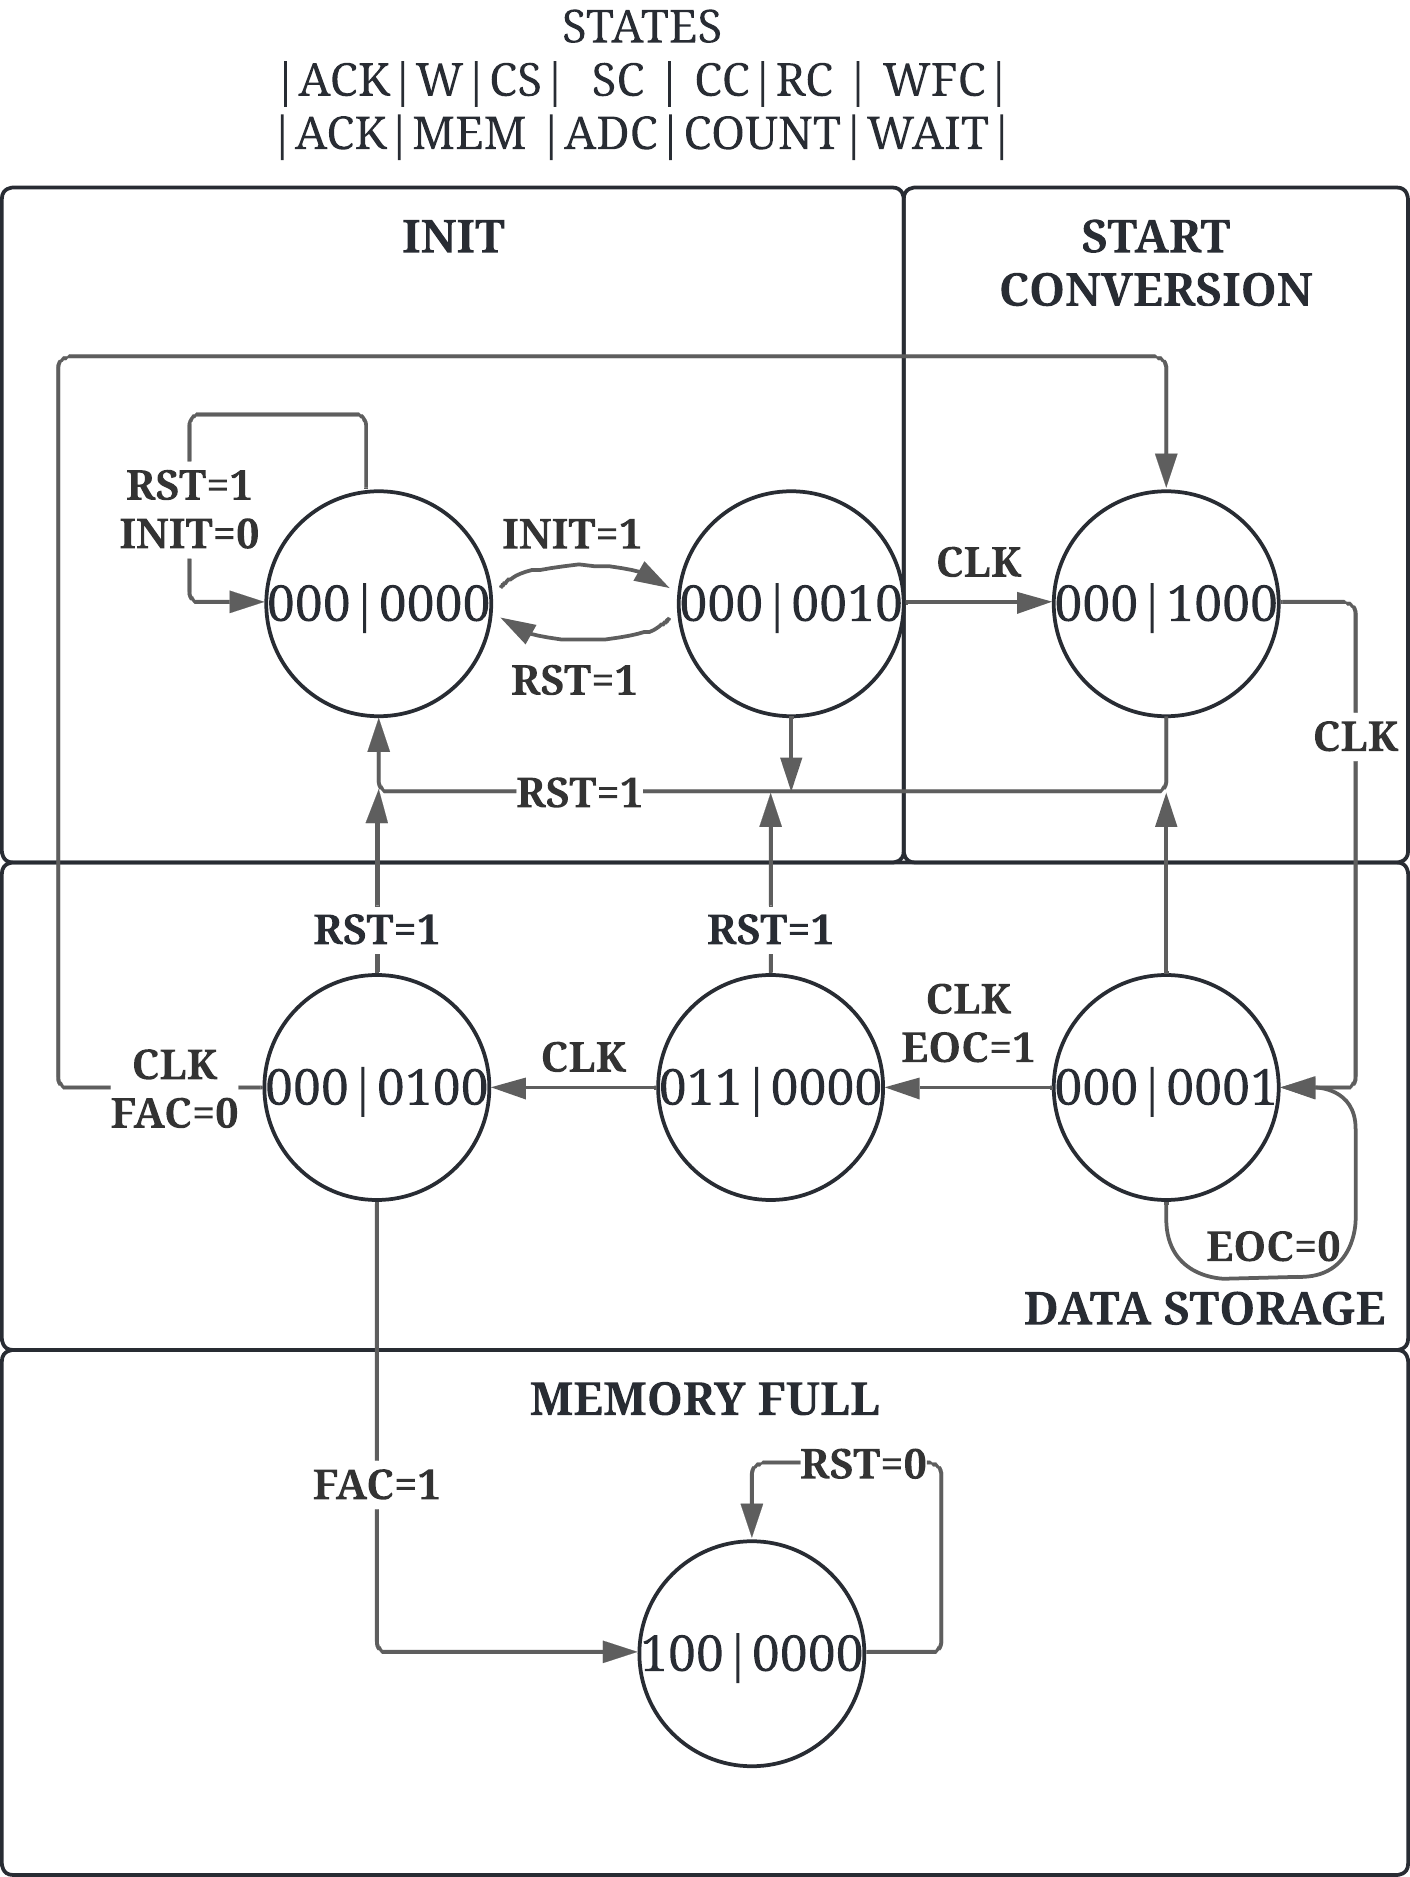 STATES
|ACK|W|CS| SC | CC|RC | WFC|
|ACK|MEM |ADC|COUNT|WAIT|
INIT
START
CONVERSION
RST=1
INIT=0
INIT=1
CLK
000|0000
000|0010
000|1000
RST=1
CLK
RST=1
RST=1
RST=1
CLK
EOC=1
CLK
CLK
FAC=0
000|0100
011|0000
000|0001
EOC=0
DATA STORAGE
MEMORY FULL
RST=0
FAC=1
100|0000